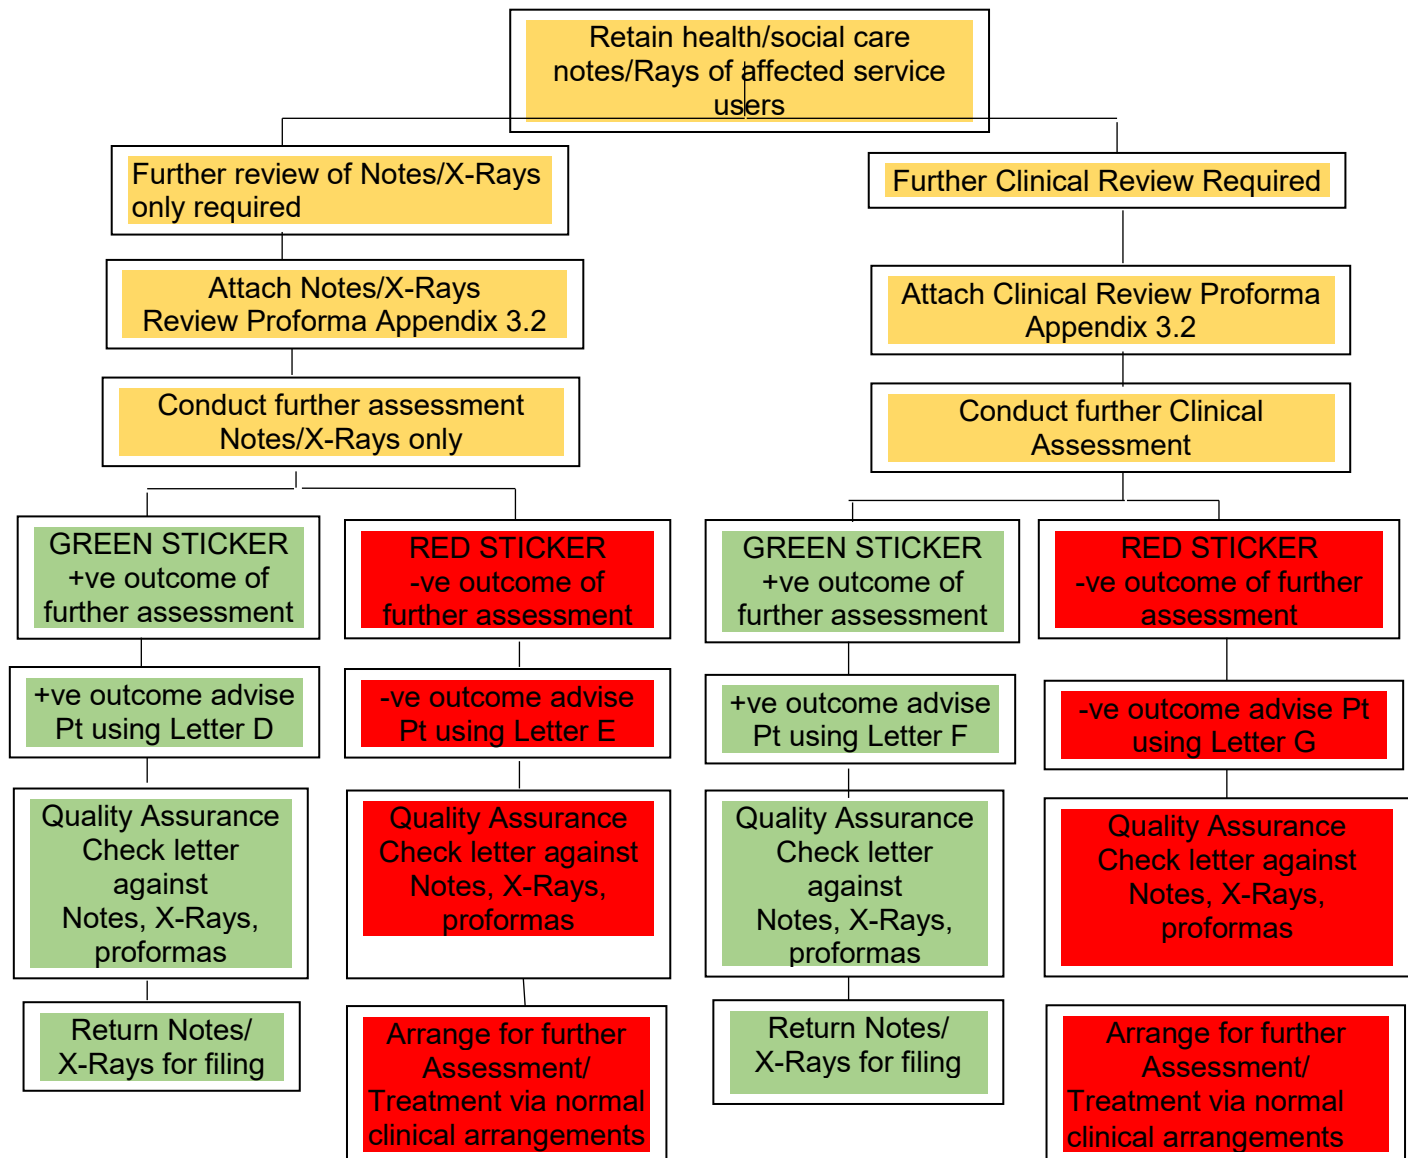 Retain health/social care
notes/Rays of affected service
users
Further review of Notes/X-Rays
only required
Further Clinical Review Required
Attach Notes/X-Rays
Review Proforma Appendix 3.2
Attach Clinical Review Proforma
Appendix 3.2
Conduct further assessment
Notes/X-Rays only
Conduct further Clinical
Assessment
GREEN STICKER
+ve outcome of
further assessment
RED STICKER
-ve outcome of
further assessment
GREEN STICKER
+ve outcome of
further assessment
RED STICKER
-ve outcome of further
assessment
+ve outcome advise
Pt using Letter D
-ve outcome advise
Pt using Letter E
+ve outcome advise
Pt using Letter F
-ve outcome advise Pt
using Letter G
Quality Assurance
Check letter
against
Notes, X-Rays,
proformas
Quality Assurance
Check letter against
Notes, X-Rays,
proformas
Quality Assurance
Check letter
against
Notes, X-Rays,
proformas
Quality Assurance
Check letter against
Notes, X-Rays,
proformas
Return Notes/
X-Rays for filing
Arrange for further
Assessment/
Treatment via normal
clinical arrangements
Return Notes/
X-Rays for filing
Arrange for further
Assessment/
Treatment via normal
clinical arrangements